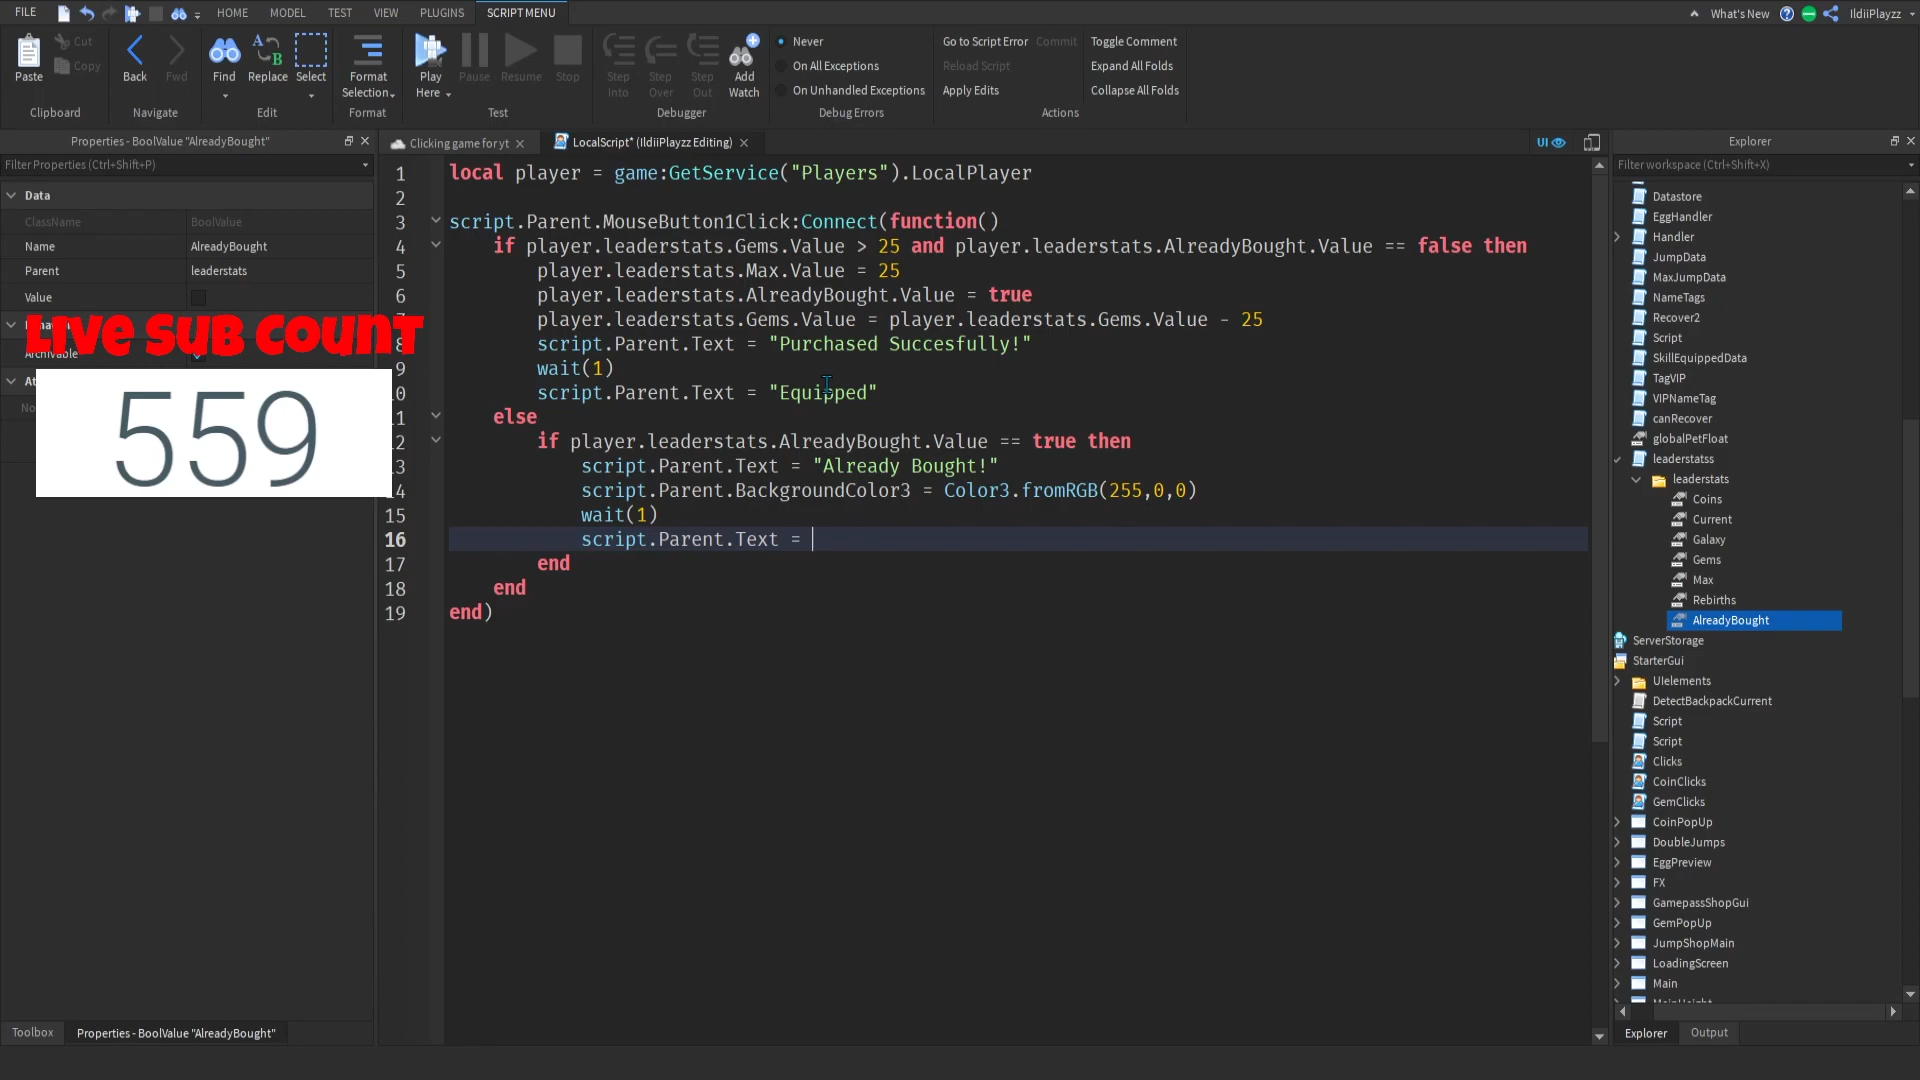 FILE HOME MODEL TEST VIEW PLUGINS SCRIPT MENU What's New IldiiPlayzz
Paste Cut Copy Clipboard
Back Fwd Navigate
Find Replace Select Edit
Format Selection Format
Play Here Pause Resume Stop Test
Step Into Step Over Step Out Add Watch Debugger
Never
On All Exceptions
On Unhandled Exceptions
Debug Errors
Go to Script Error Commit
Reload Script
Apply Edits
Toggle Comment
Expand All Folds
Collapse All Folds
Actions
Properties - BoolValue "AlreadyBought"
Filter Properties (Ctrl+Shift+P)
Data
ClassName BoolValue
Name AlreadyBought
Parent leaderstats
Value
Archivable
Live Sub Count
559
Toolbox Properties - BoolValue "AlreadyBought"
Clicking game for yt LocalScript* (IldiiPlayzz Editing) UI
1 local player = game:GetService("Players").LocalPlayer
2
3 script.Parent.MouseButton1Click:Connect(function()
4 if player.leaderstats.Gems.Value > 25 and player.leaderstats.AlreadyBought.Value == false then
5 player.leaderstats.Max.Value = 25
6 player.leaderstats.AlreadyBought.Value = true
player.leaderstats.Gems.Value = player.leaderstats.Gems.Value - 25
8 script.Parent.Text = "Purchased Succesfully!"
9 wait(1)
10 script.Parent.Text = "Equipped"
11 else
12 if player.leaderstats.AlreadyBought.Value == true then
13 script.Parent.Text = "Already Bought!"
14 script.Parent.BackgroundColor3 = Color3.fromRGB(255,0,0)
15 wait(1)
16 script.Parent.Text =
17 end
18 end
19 end)
Explorer
Filter workspace (Ctrl+Shift+X)
Datastore
EggHandler
Handler
JumpData
MaxJumpData
NameTags
Recover2
Script
SkillEquippedData
TagVIP
VIPNameTag
canRecover
globalPetFloat
leaderstatss
leaderstats
Coins
Current
Galaxy
Gems
Max
Rebirths
AlreadyBought
ServerStorage
StarterGui
UIelements
DetectBackpackCurrent
Script
Script
Clicks
CoinClicks
GemClicks
CoinPopUp
DoubleJumps
EggPreview
FX
GamepassShopGui
GemPopUp
JumpShopMain
LoadingScreen
Main
Explorer Output